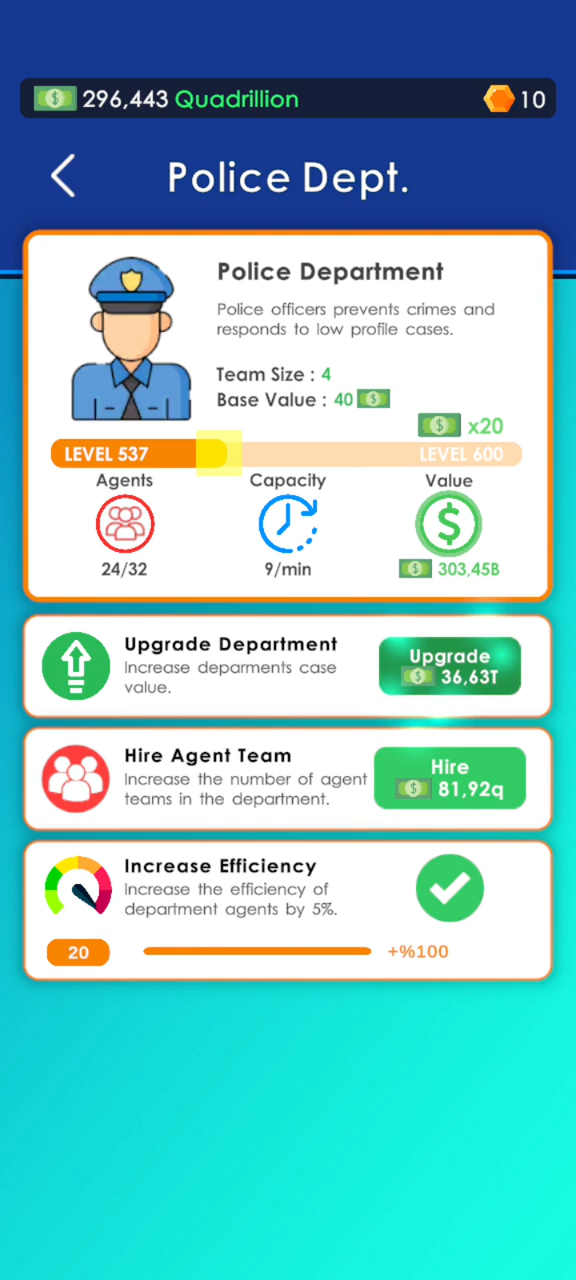 296,443 Quadrillion
10
Police Dept.
Police Department
Police officers prevents crimes and
responds to low profile cases.
Team Size : 4
Base Value : 40
x20
LEVEL 537
LEVEL 600
Agents
Capacity
Value
24/32
9/min
303,45B
Upgrade Department
Increase deparments case
value.
Upgrade
36,63T
Hire Agent Team
Increase the number of agent
teams in the department.
Hire
81,92q
Increase Efficiency
Increase the efficiency of
department agents by 5%.
20
+%100